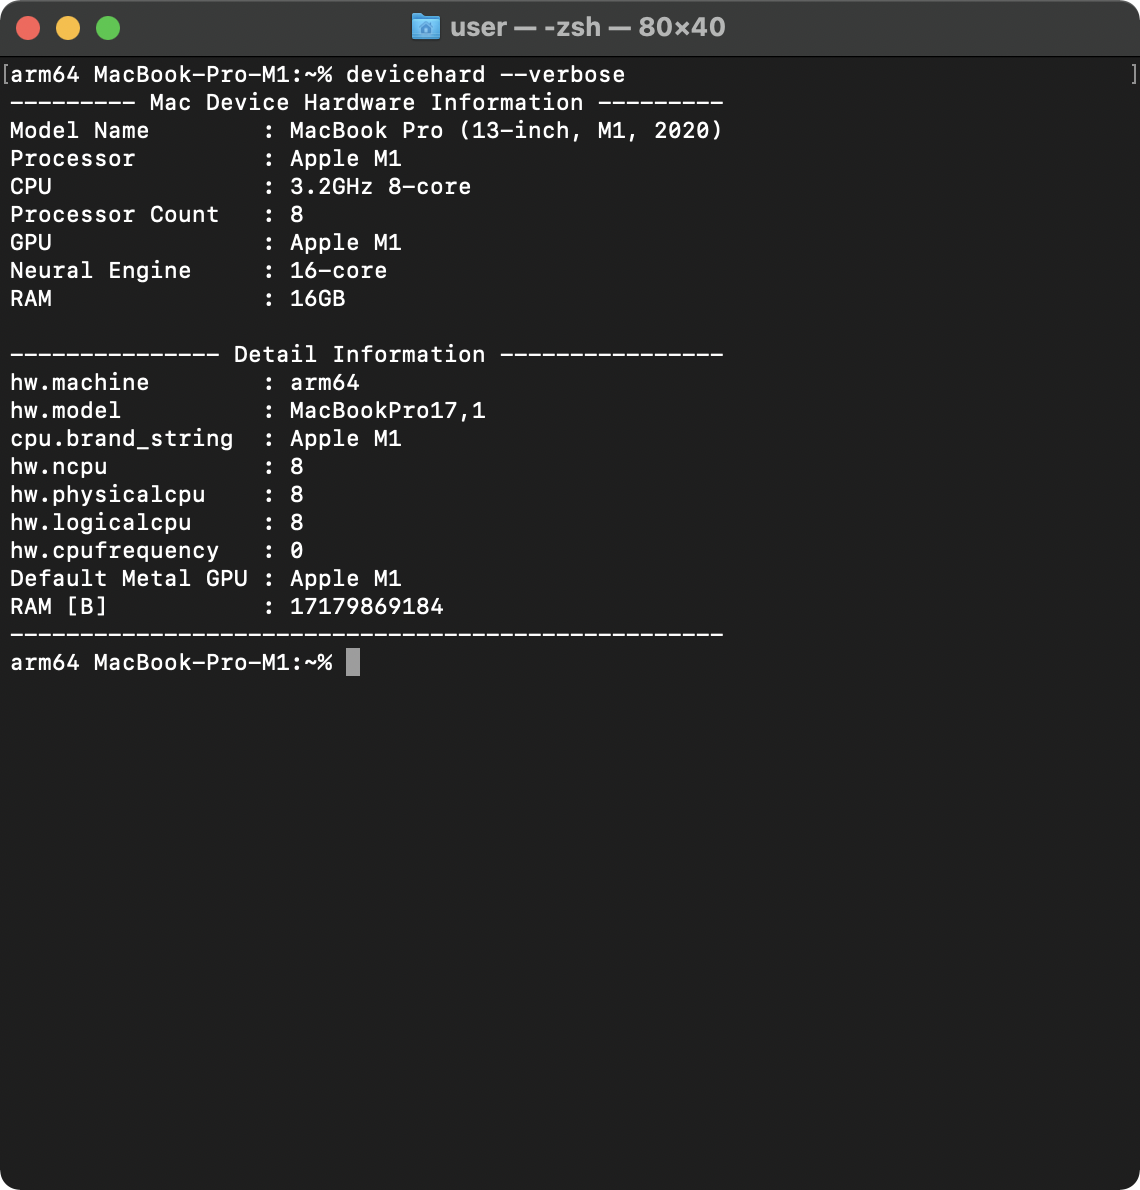 user — -zsh — 80×40
[arm64 MacBook-Pro-M1:~% devicehard --verbose ]
--------- Mac Device Hardware Information ---------
Model Name        : MacBook Pro (13-inch, M1, 2020)
Processor         : Apple M1
CPU               : 3.2GHz 8-core
Processor Count   : 8
GPU               : Apple M1
Neural Engine     : 16-core
RAM               : 16GB

--------------- Detail Information ----------------
hw.machine        : arm64
hw.model          : MacBookPro17,1
cpu.brand_string  : Apple M1
hw.ncpu           : 8
hw.physicalcpu    : 8
hw.logicalcpu     : 8
hw.cpufrequency   : 0
Default Metal GPU : Apple M1
RAM [B]           : 17179869184
---------------------------------------------------
arm64 MacBook-Pro-M1:~%